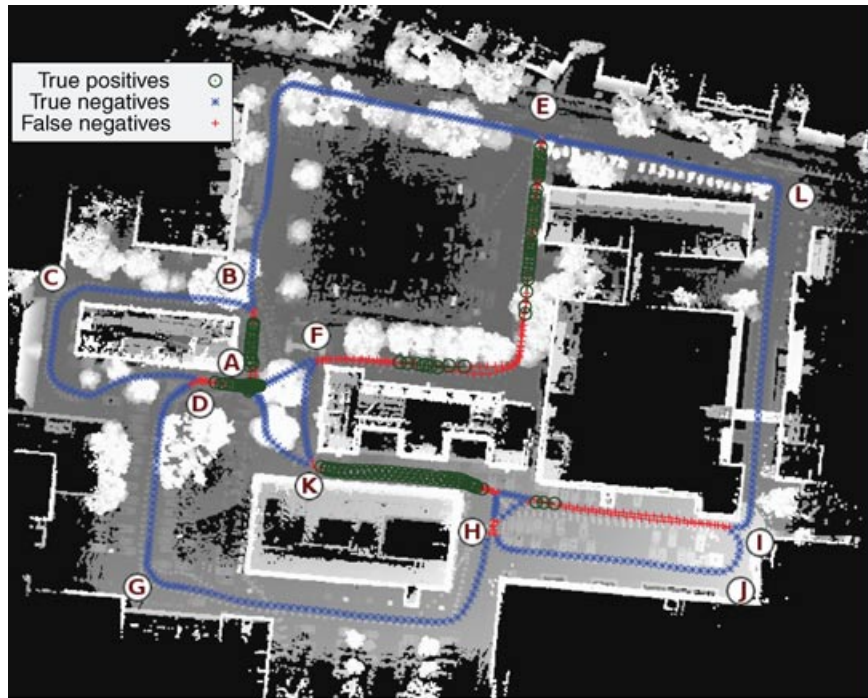 True positives
True negatives
False negatives
E
L
C
B
F
A
D
K
H
I
G
J